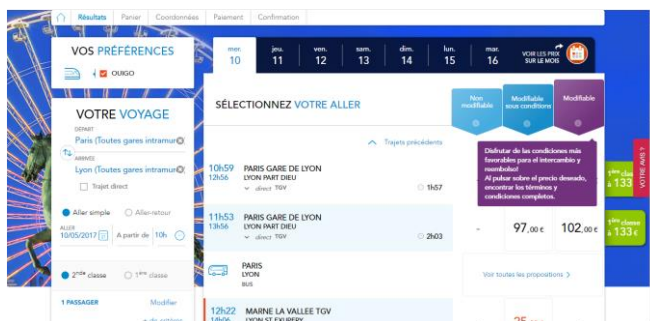 Résultats Panier Coordonnées Paiement Confirmation
VOS PRÉFÉRENCES
OUIGO
VOTRE VOYAGE
DÉPART
Paris (Toutes gares intramur
ARRIVÉE
Lyon (Toutes gares intramur
Trajet direct
Aller simple Aller-retour
ALLER
10/05/2017 A partir de 10h
2nde classe 1ère classe
1 PASSAGER Modifier
mer. 10
jeu. 11
ven. 12
sam. 13
dim. 14
lun. 15
mar. 16
VOIR LES PRIX
SUR LE MOIS
SÉLECTIONNEZ VOTRE ALLER
Non
modifiable
Modifiable
sous conditions
Modifiable
Trajets précédents
Disfrutar de las condiciones más
favorables para el intercambio y
reembolso!
Al pulsar sobre el precio deseado,
encontrar los términos y
condiciones completos.
10h59 PARIS GARE DE LYON
12h56 LYON PART DIEU
direct TGV 1h57
11h53 PARIS GARE DE LYON
13h56 LYON PART DIEU
direct TGV 2h03
- 97,00 € 102,00 €
PARIS
LYON
BUS
Voir toutes les propositions >
12h22 MARNE LA VALLEE TGV
14h06 LYON ST EXUPERY
1ère clas
à 133
1ère classe
à 133 €
VOTRE AVIS ?